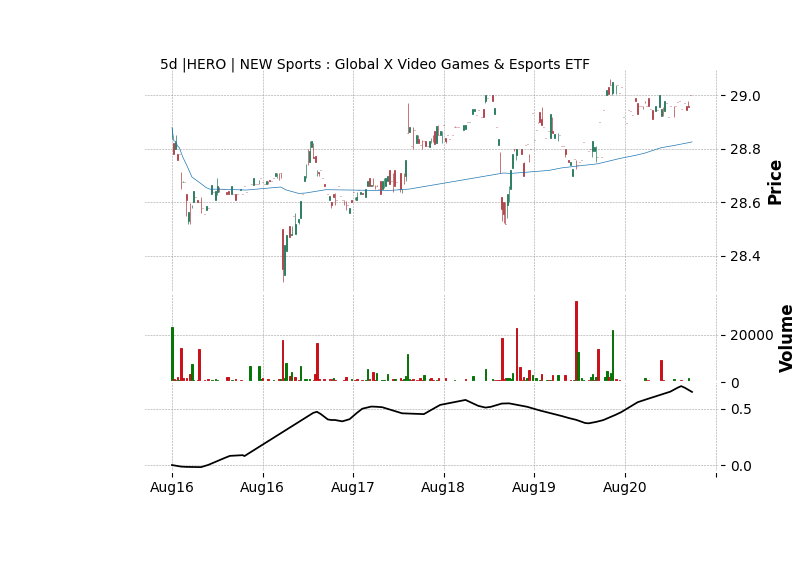 5d |HERO | NEW Sports : Global X Video Games & Esports ETF
29.0
28.8
28.6
28.4
Price
20000
0
Volume
0.5
0.0
Aug16
Aug16
Aug17
Aug18
Aug19
Aug20